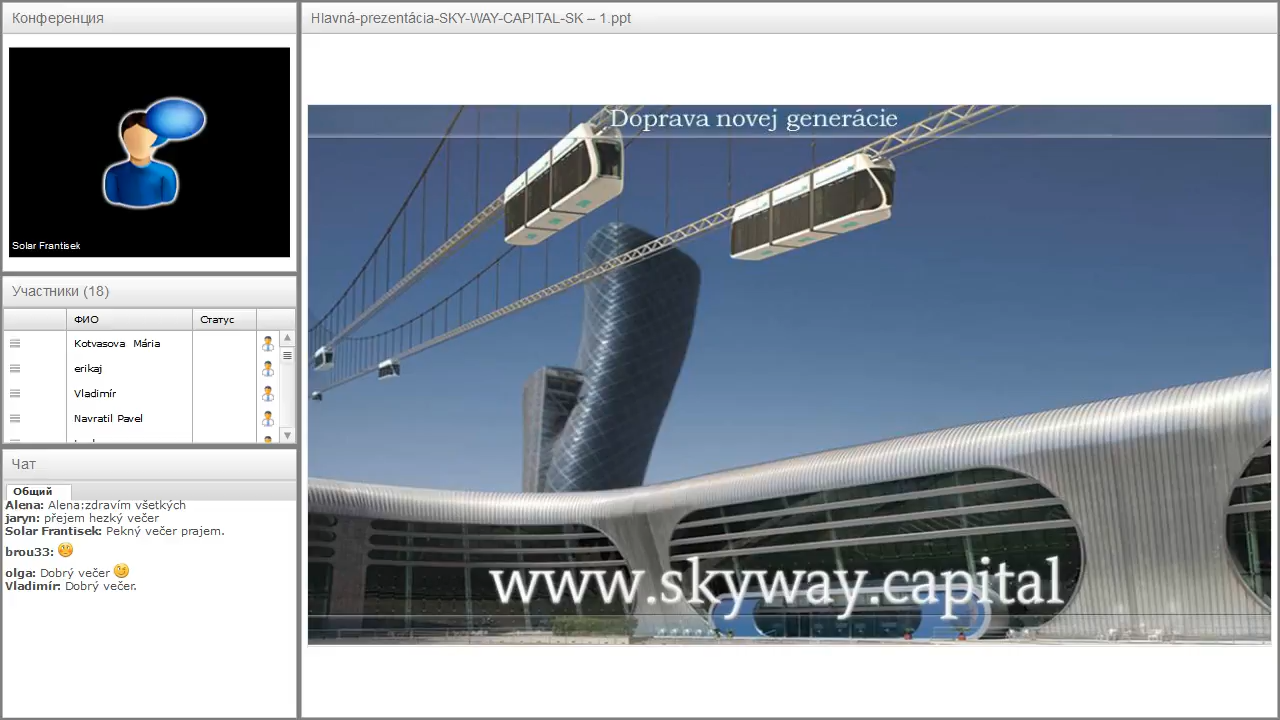 Конференция
Solar Frantisek
Участники (18)
ФИО Статус
Kotvasova Mária
erikaj
Vladimír
Navratil Pavel
Чат
Общий
Alena: Alena:zdravím všetkých
jaryn: přejem hezký večer
Solar Frantisek: Pekný večer prajem.
brou33:
olga: Dobrý večer
Vladimír: Dobrý večer.
Hlavná-prezentácia-SKY-WAY-CAPITAL-SK – 1.ppt
Doprava novej generácie
www.skyway.capital